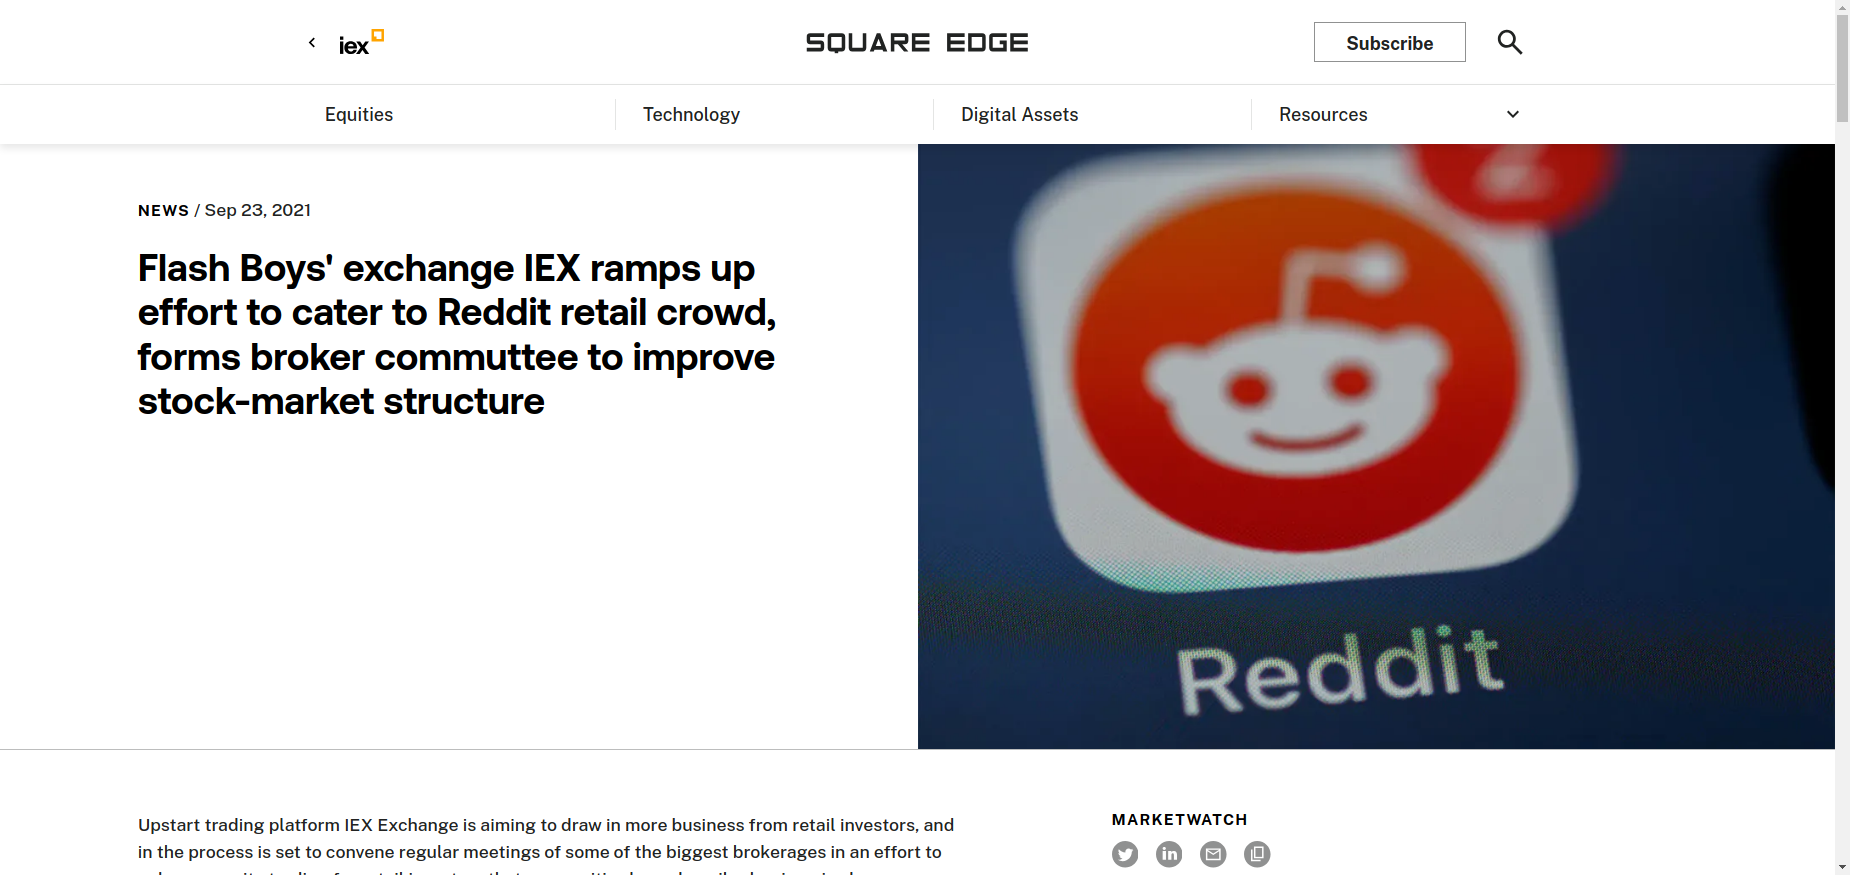 iex
SQUARE EDGE
Subscribe
Equities
Technology
Digital Assets
Resources
NEWS / Sep 23, 2021
Flash Boys' exchange IEX ramps up
effort to cater to Reddit retail crowd,
forms broker communttee to improve
stock-market structure
2
Reddit
Upstart trading platform IEX Exchange is aiming to draw in more business from retail investors, and
in the process is set to convene regular meetings of some of the biggest brokerages in an effort to
MARKETWATCH